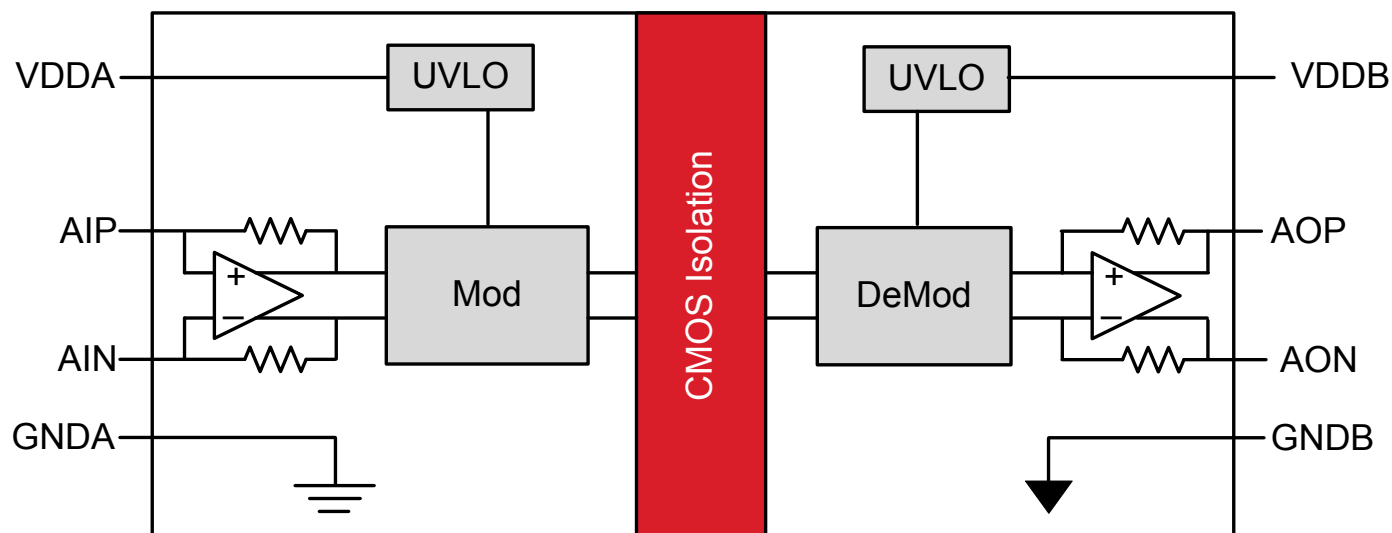 VDDA
UVLO
UVLO
VDDB
AIP
AOP
+
Mod
CMOS Isolation
DeMod
+
−
−
AIN
AON
GNDA
GNDB